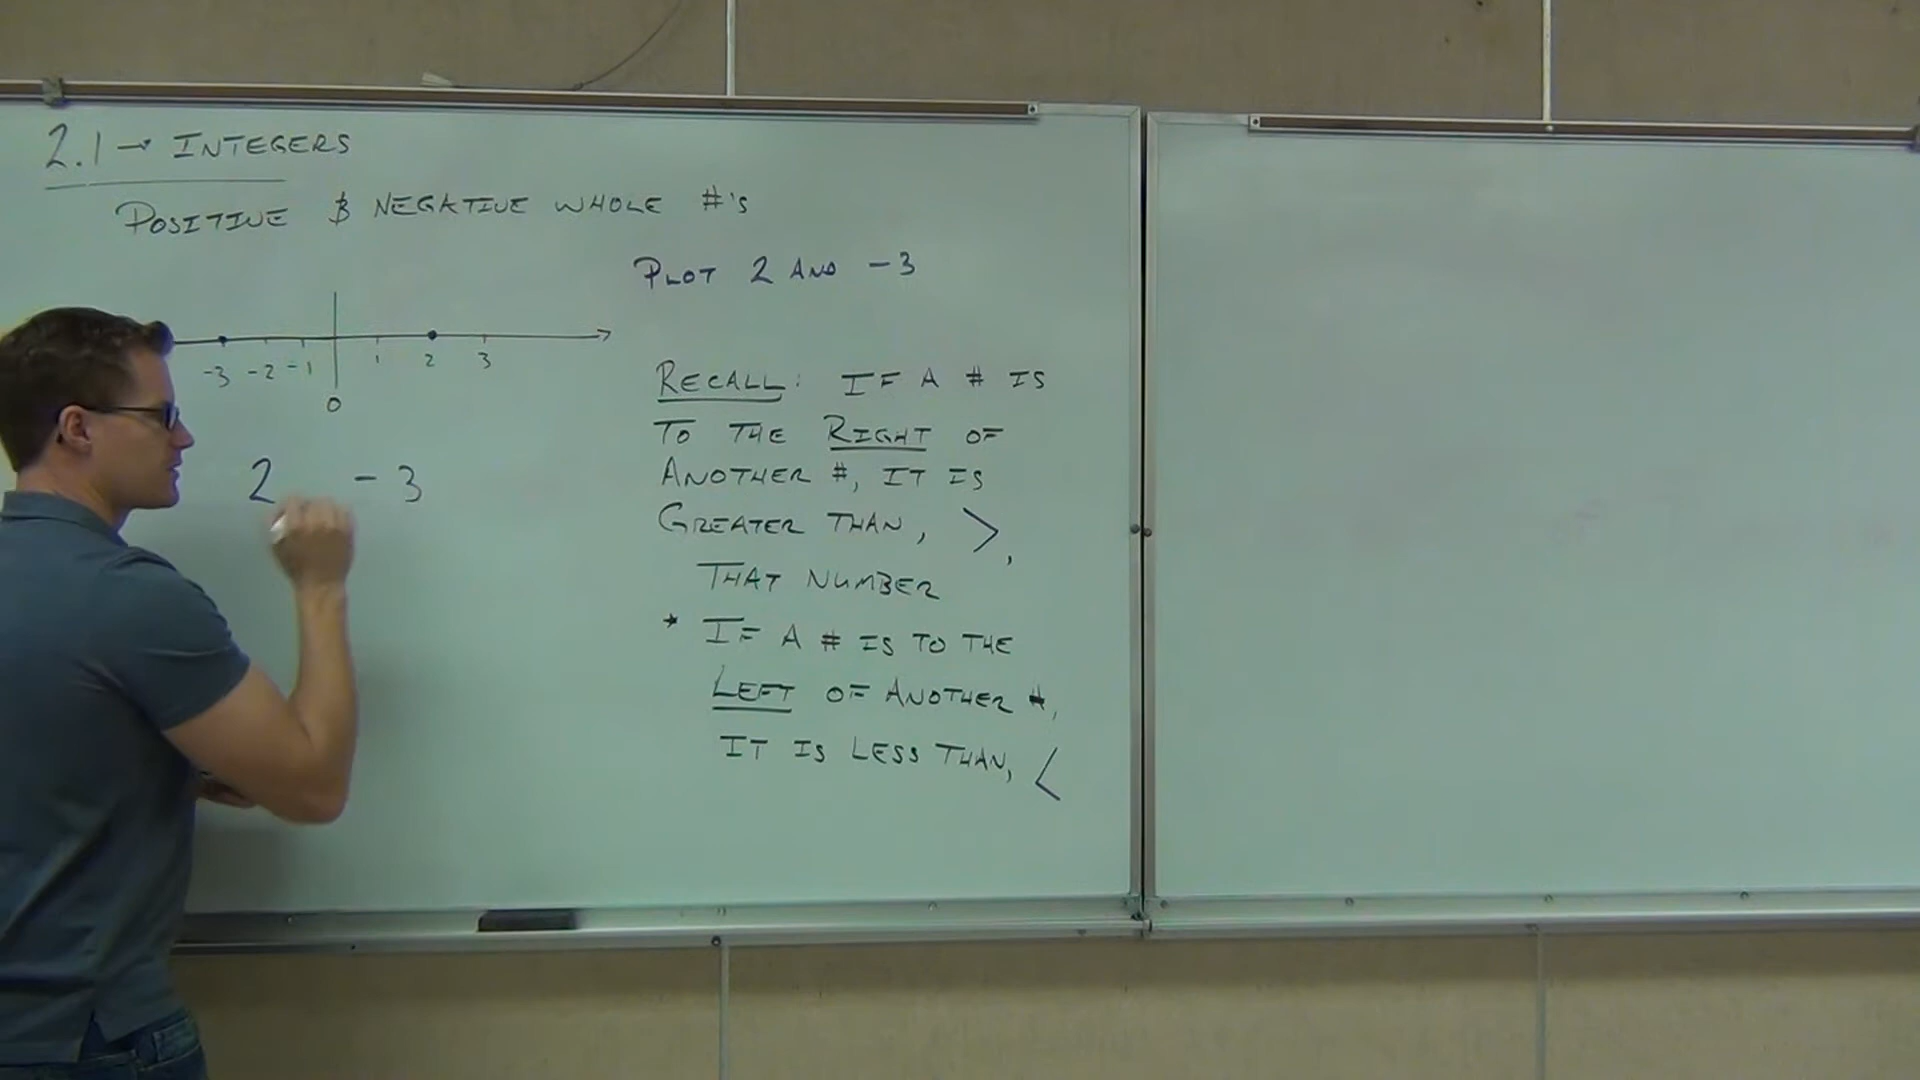 2.1 → INTEGERS
POSITIVE & NEGATIVE WHOLE #'S
PLOT 2 AND -3
-3 -2 -1 0 1 2 3
2 -3
RECALL: IF A # IS
TO THE RIGHT OF
ANOTHER #, IT IS
GREATER THAN, >,
THAT NUMBER
* IF A # IS TO THE
LEFT OF ANOTHER #,
IT IS LESS THAN, <